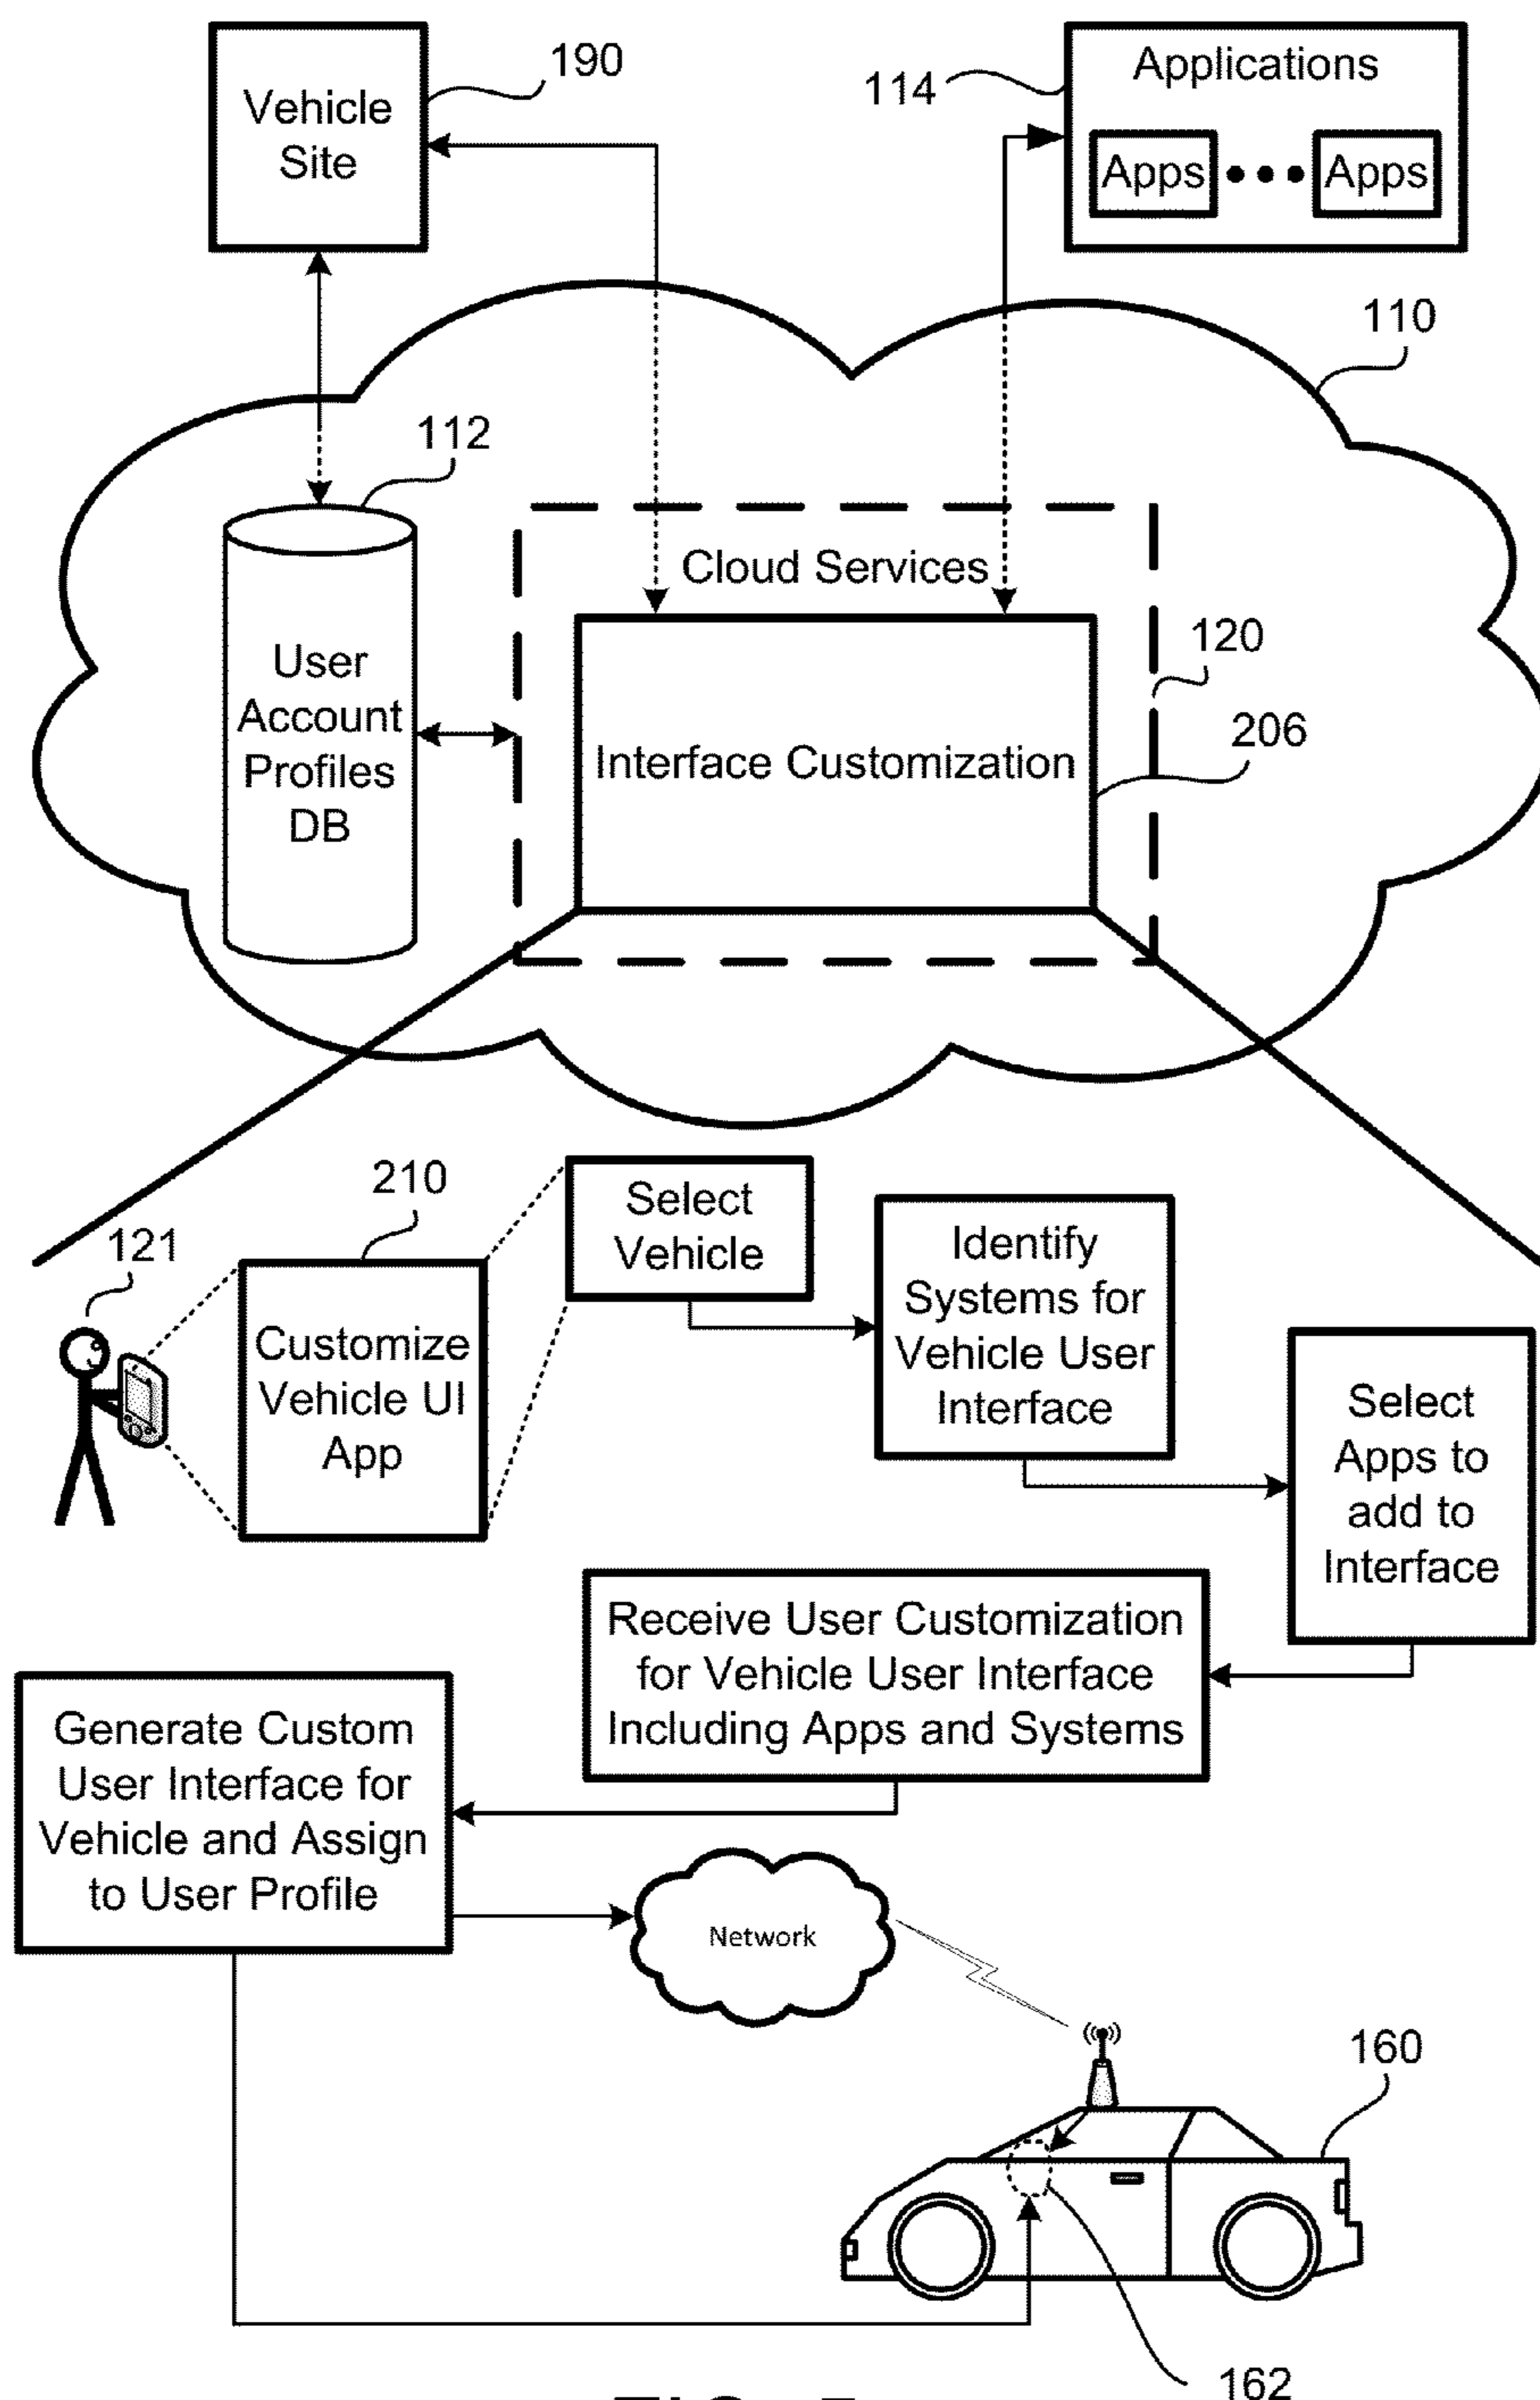 190
Vehicle
Site
114
Applications
Apps
Apps
110
112
Cloud Services
User
Account
Profiles
DB
120
Interface Customization
206
210
121
Select
Vehicle
Customize
Vehicle UI
App
Identify
Systems for
Vehicle User
Interface
Select
Apps to
add to
Interface
Receive User Customization
for Vehicle User Interface
Including Apps and Systems
Generate Custom
User Interface for
Vehicle and Assign
to User Profile
Network
160
162